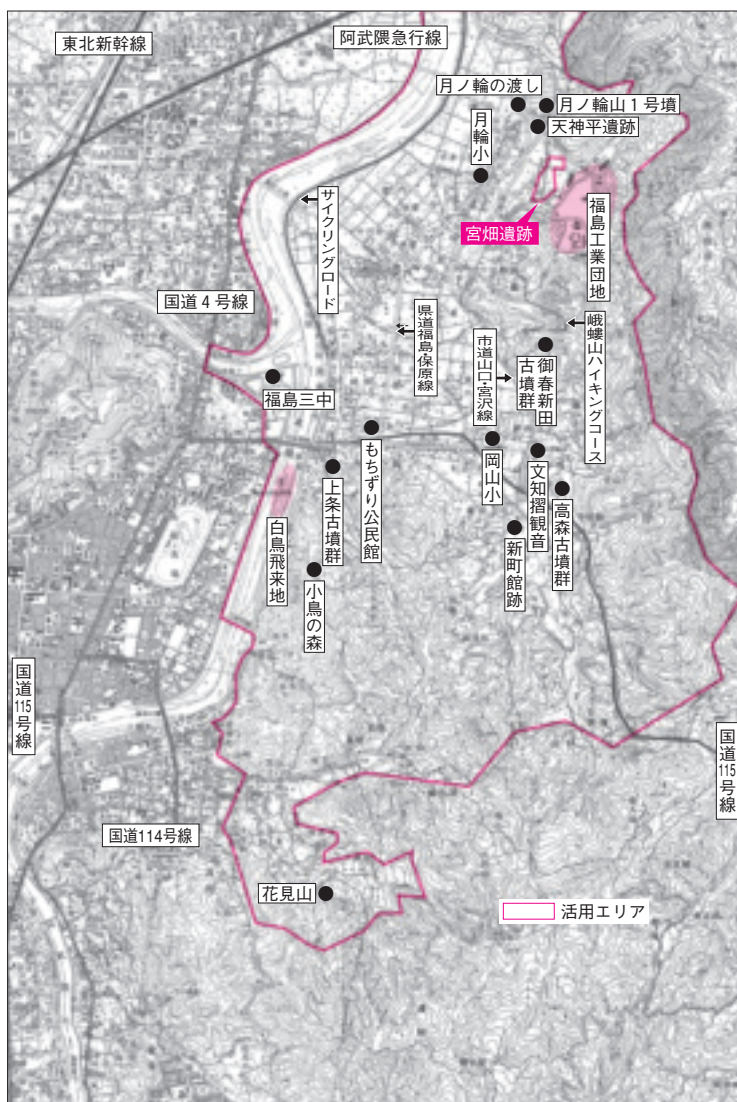 東北新幹線
阿武隈急行線
月ノ輪の渡し
月ノ輪山1号墳
天神平遺跡
月輪小
宮畑遺跡
福島工業団地
サイクリングロード
国道4号線
県道福島・保原線
市道山口・宮沢線
御春新田
古墳群
峨螻山ハイキングコース
福島三中
もちずり公民館
岡山小
文知摺観音
高森古墳群
上条古墳群
新町館跡
白鳥飛来地
小鳥の森
国道115号線
国道115号線
国道114号線
花見山
活用エリア